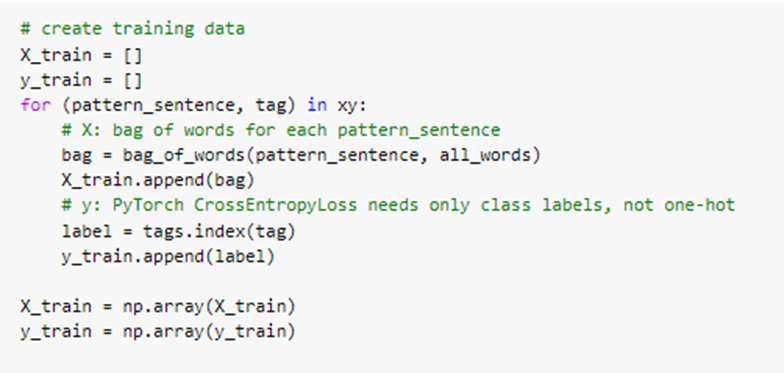 # create training data
X_train = []
y_train = []
for (pattern_sentence, tag) in xy:
    # X: bag of words for each pattern_sentence
    bag = bag_of_words(pattern_sentence, all_words)
    X_train.append(bag)
    # y: PyTorch CrossEntropyLoss needs only class labels, not one-hot
    label = tags.index(tag)
    y_train.append(label)

X_train = np.array(X_train)
y_train = np.array(y_train)